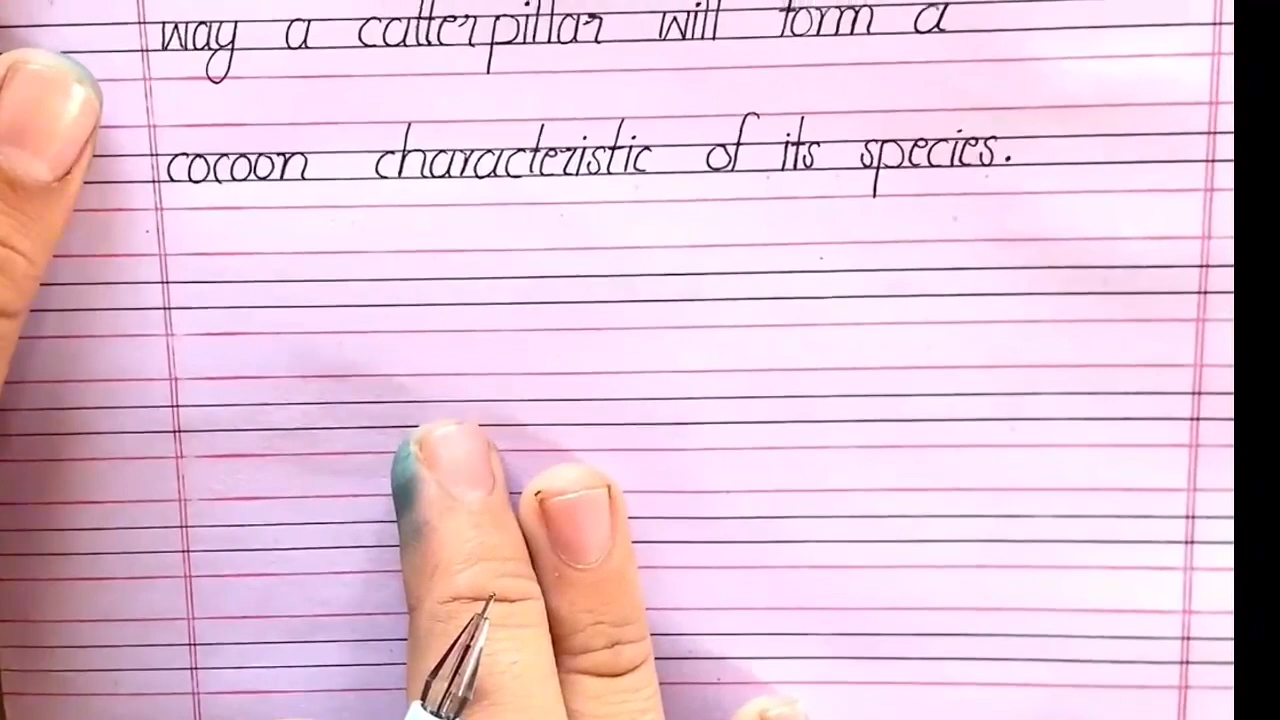 way a catterpillar will form a
cocoon characteristic of its species.